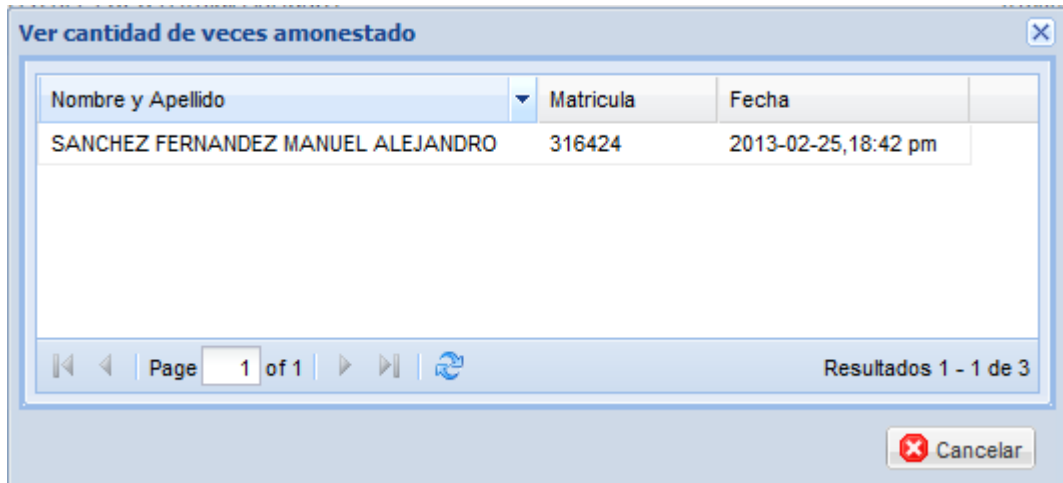 Ver cantidad de veces amonestado
Nombre y Apellido Matricula Fecha
SANCHEZ FERNANDEZ MANUEL ALEJANDRO 316424 2013-02-25,18:42 pm
Page 1 of 1 Resultados 1 - 1 de 3
Cancelar